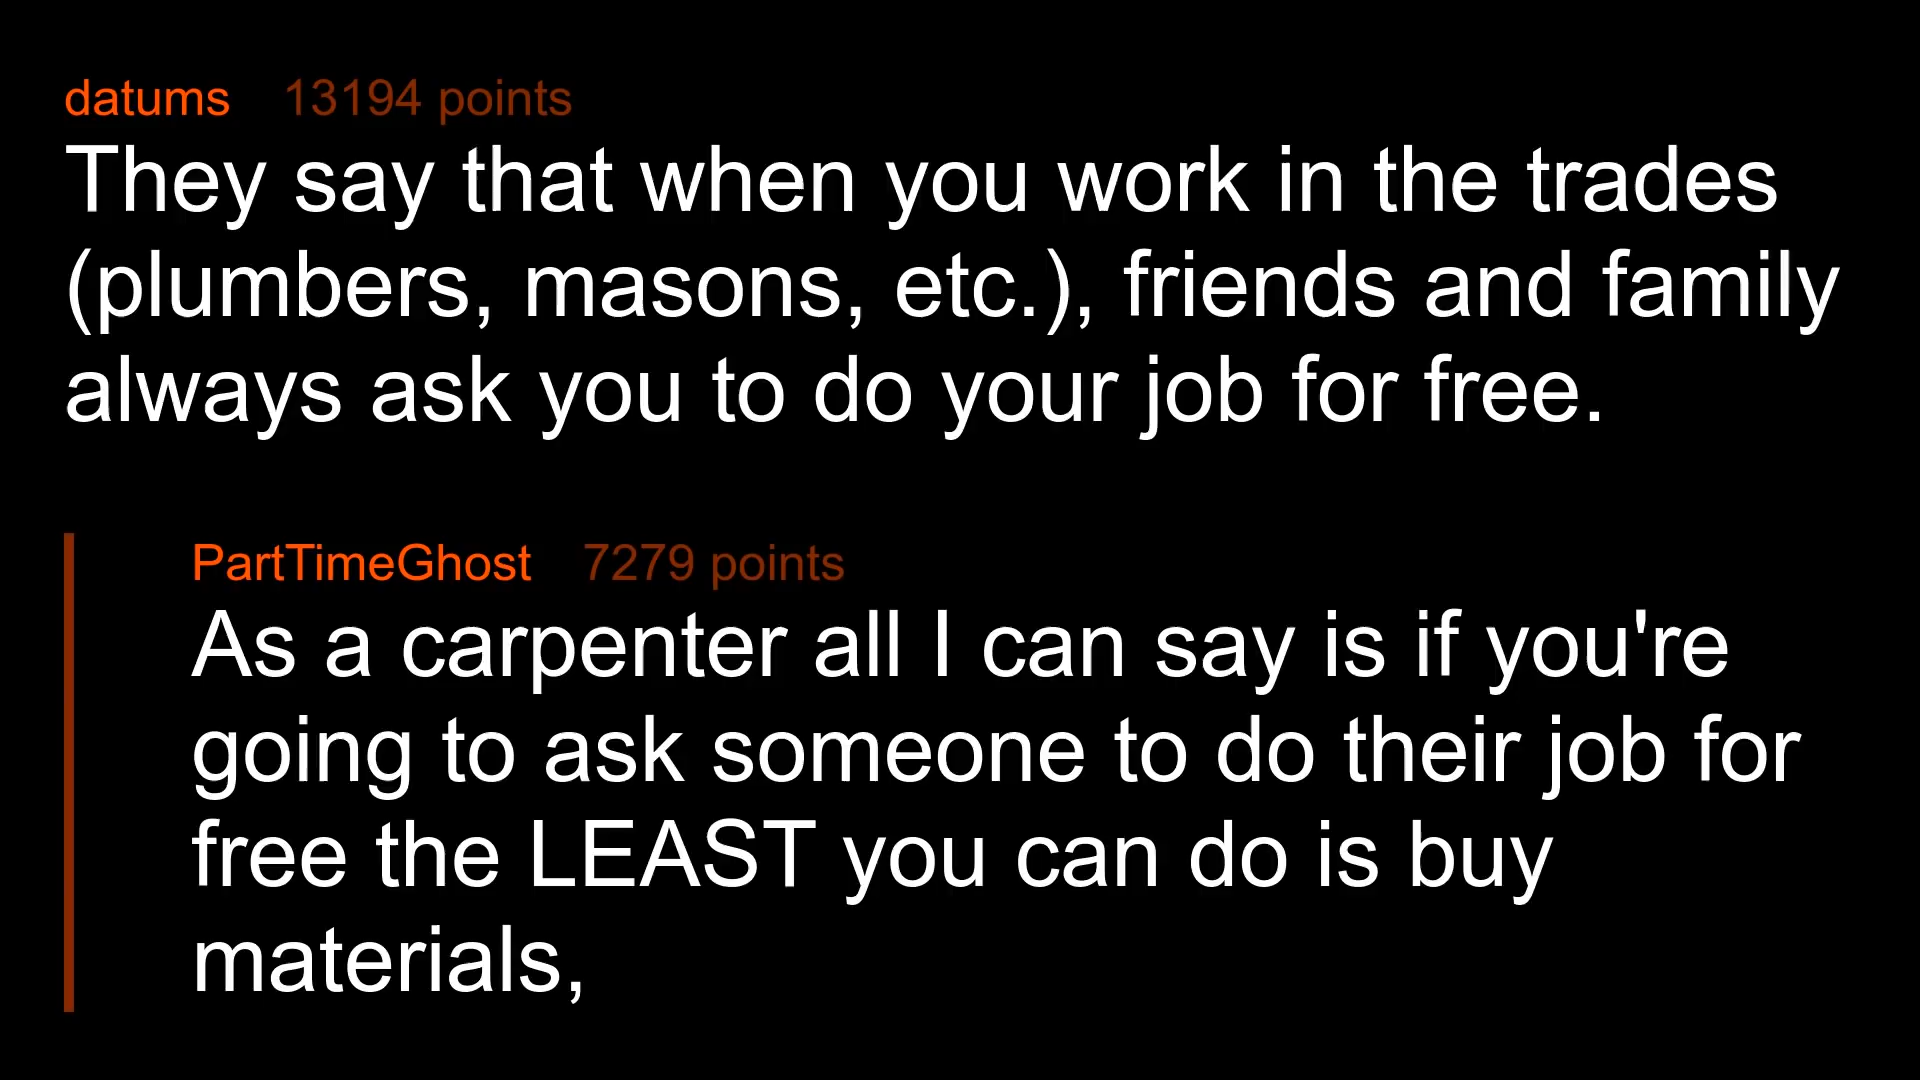 datums 13194 points
They say that when you work in the trades
(plumbers, masons, etc.), friends and family
always ask you to do your job for free.
PartTimeGhost 7279 points
As a carpenter all I can say is if you're
going to ask someone to do their job for
free the LEAST you can do is buy
materials,